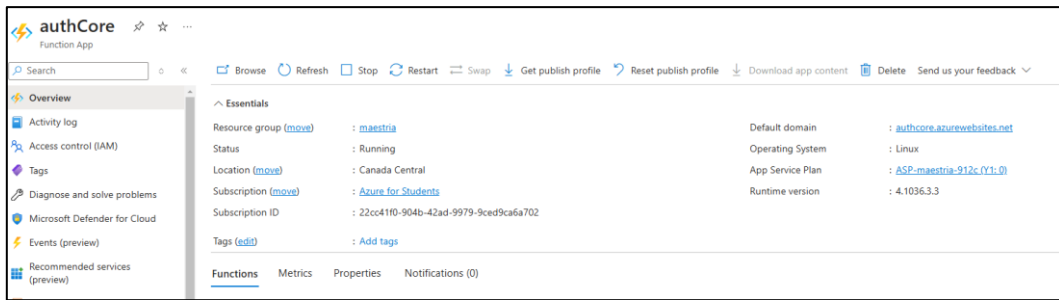 authCore
Function App
Search
Browse Refresh Stop Restart Swap Get publish profile Reset publish profile Download app content Delete Send us your feedback
Overview
Activity log
Access control (IAM)
Tags
Diagnose and solve problems
Microsoft Defender for Cloud
Events (preview)
Recommended services
(preview)
Essentials
Resource group (move) : maestria
Status : Running
Location (move) : Canada Central
Subscription (move) : Azure for Students
Subscription ID : 22cc41f0-904b-42ad-9979-9ced9ca6a702
Tags (edit) : Add tags
Default domain : authcore.azurewebsites.net
Operating System : Linux
App Service Plan : ASP-maestria-912c (Y1: 0)
Runtime version : 4.1036.3.3
Functions Metrics Properties Notifications (0)